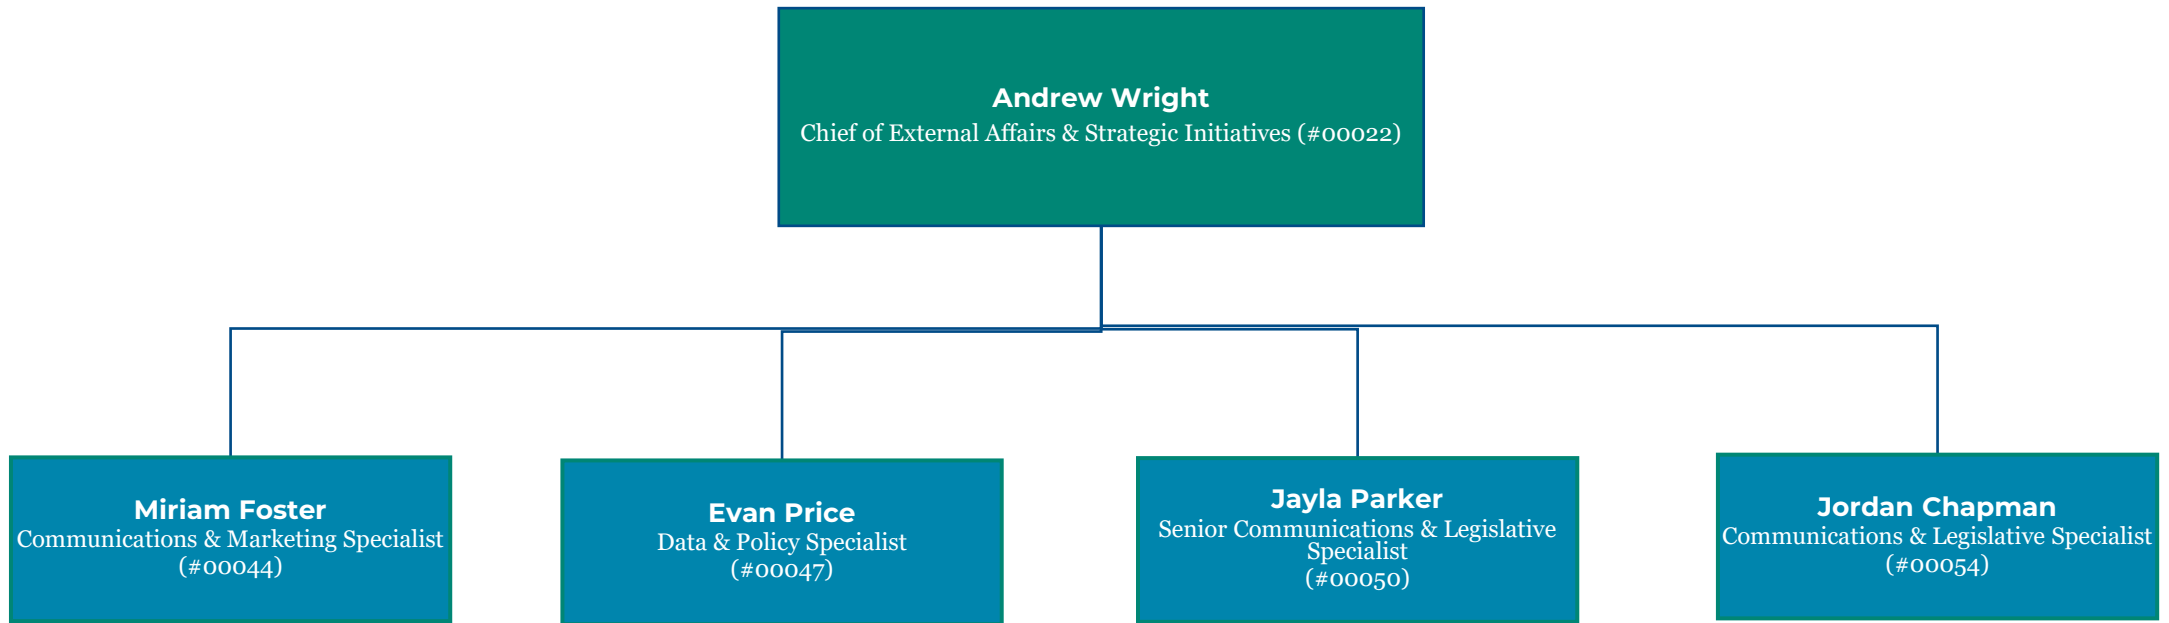 Andrew Wright
Chief of External Affairs & Strategic Initiatives (#00022)
Miriam Foster
Communications & Marketing Specialist
(#00044)
Evan Price
Data & Policy Specialist
(#00047)
Jayla Parker
Senior Communications & Legislative
Specialist
(#00050)
Jordan Chapman
Communications & Legislative Specialist
(#00054)